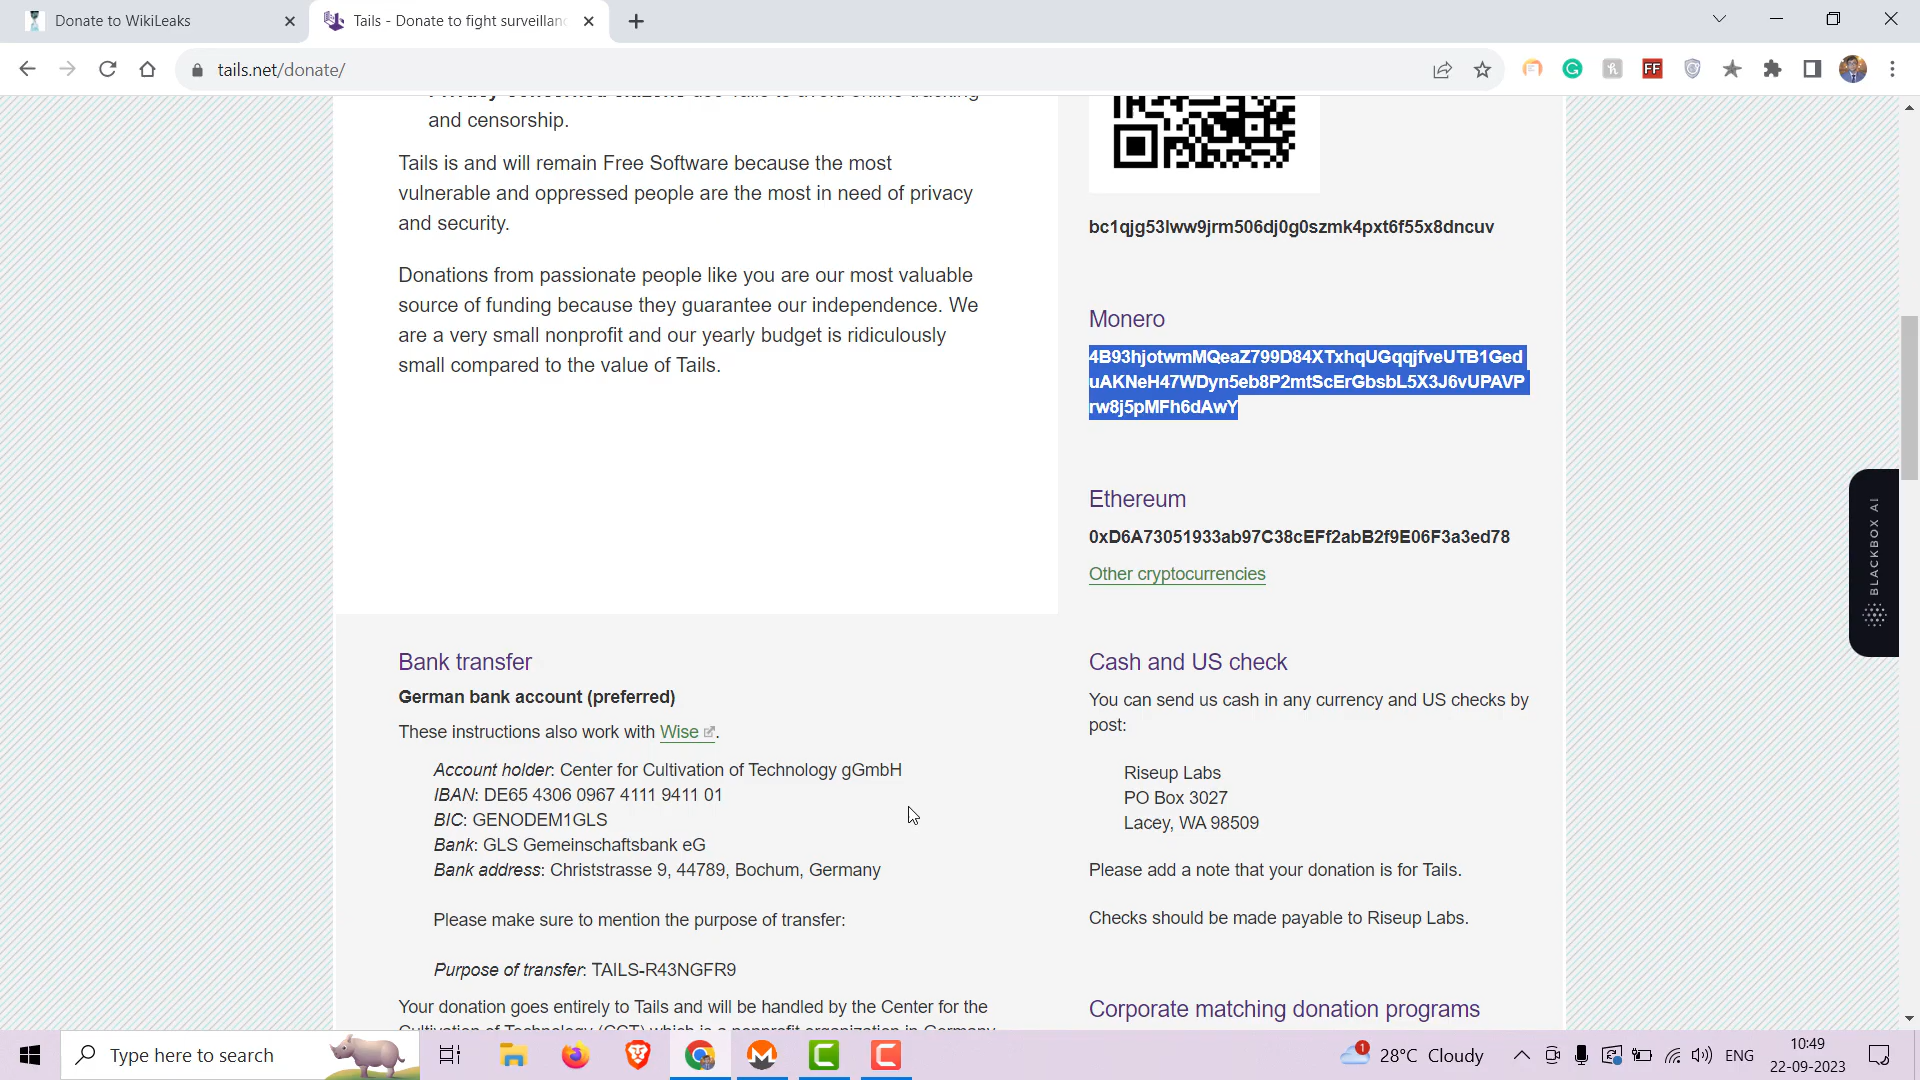 Donate to WikiLeaks
Tails - Donate to fight surveillanc
tails.net/donate/
and censorship.
Tails is and will remain Free Software because the most
vulnerable and oppressed people are the most in need of privacy
and security.
Donations from passionate people like you are our most valuable
source of funding because they guarantee our independence. We
are a very small nonprofit and our yearly budget is ridiculously
small compared to the value of Tails.
bc1qjg53lww9jrm506dj0g0szmk4pxt6f55x8dncuv
Monero
4B93hjotwmMQeaZ799D84XTxhqUGqqjfveUTB1Ged
uAKNeH47WDyn5eb8P2mtScErGbsbL5X3J6vUPAVP
rw8j5pMFh6dAwY
Ethereum
0xD6A73051933ab97C38cEFf2abB2f9E06F3a3ed78
Other cryptocurrencies
BLACKBOX AI
Bank transfer
German bank account (preferred)
These instructions also work with Wise.
Account holder: Center for Cultivation of Technology gGmbH
IBAN: DE65 4306 0967 4111 9411 01
BIC: GENODEM1GLS
Bank: GLS Gemeinschaftsbank eG
Bank address: Christstrasse 9, 44789, Bochum, Germany
Please make sure to mention the purpose of transfer:
Purpose of transfer: TAILS-R43NGFR9
Your donation goes entirely to Tails and will be handled by the Center for the
Cash and US check
You can send us cash in any currency and US checks by
post:
Riseup Labs
PO Box 3027
Lacey, WA 98509
Please add a note that your donation is for Tails.
Checks should be made payable to Riseup Labs.
Corporate matching donation programs
Type here to search
1
28°C Cloudy
ENG
10:49
22-09-2023